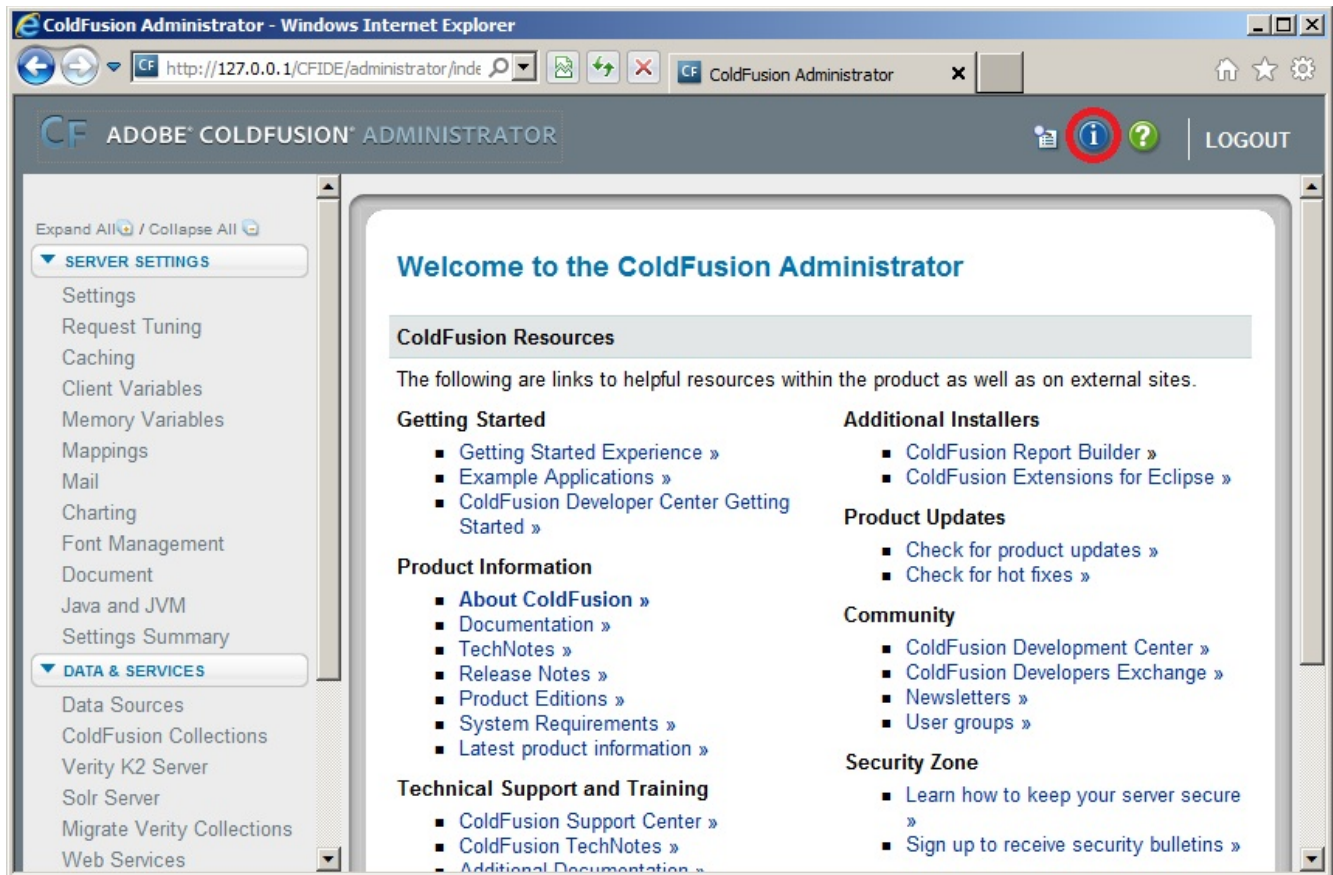 ColdFusion Administrator - Windows Internet Explorer
CF http://127.0.0.1/CFIDE/administrator/inde
CF ColdFusion Administrator
CF ADOBE® COLDFUSION® ADMINISTRATOR
i ? LOGOUT
Expand All / Collapse All
SERVER SETTINGS
Settings
Request Tuning
Caching
Client Variables
Memory Variables
Mappings
Mail
Charting
Font Management
Document
Java and JVM
Settings Summary
DATA & SERVICES
Data Sources
ColdFusion Collections
Verity K2 Server
Solr Server
Migrate Verity Collections
Web Services
Welcome to the ColdFusion Administrator
ColdFusion Resources
The following are links to helpful resources within the product as well as on external sites.
Getting Started
Getting Started Experience »
Example Applications »
ColdFusion Developer Center Getting
Started »
Product Information
About ColdFusion »
Documentation »
TechNotes »
Release Notes »
Product Editions »
System Requirements »
Latest product information »
Technical Support and Training
ColdFusion Support Center »
ColdFusion TechNotes »
Additional Documentation »
Additional Installers
ColdFusion Report Builder »
ColdFusion Extensions for Eclipse »
Product Updates
Check for product updates »
Check for hot fixes »
Community
ColdFusion Development Center »
ColdFusion Developers Exchange »
Newsletters »
User groups »
Security Zone
Learn how to keep your server secure
»
Sign up to receive security bulletins »